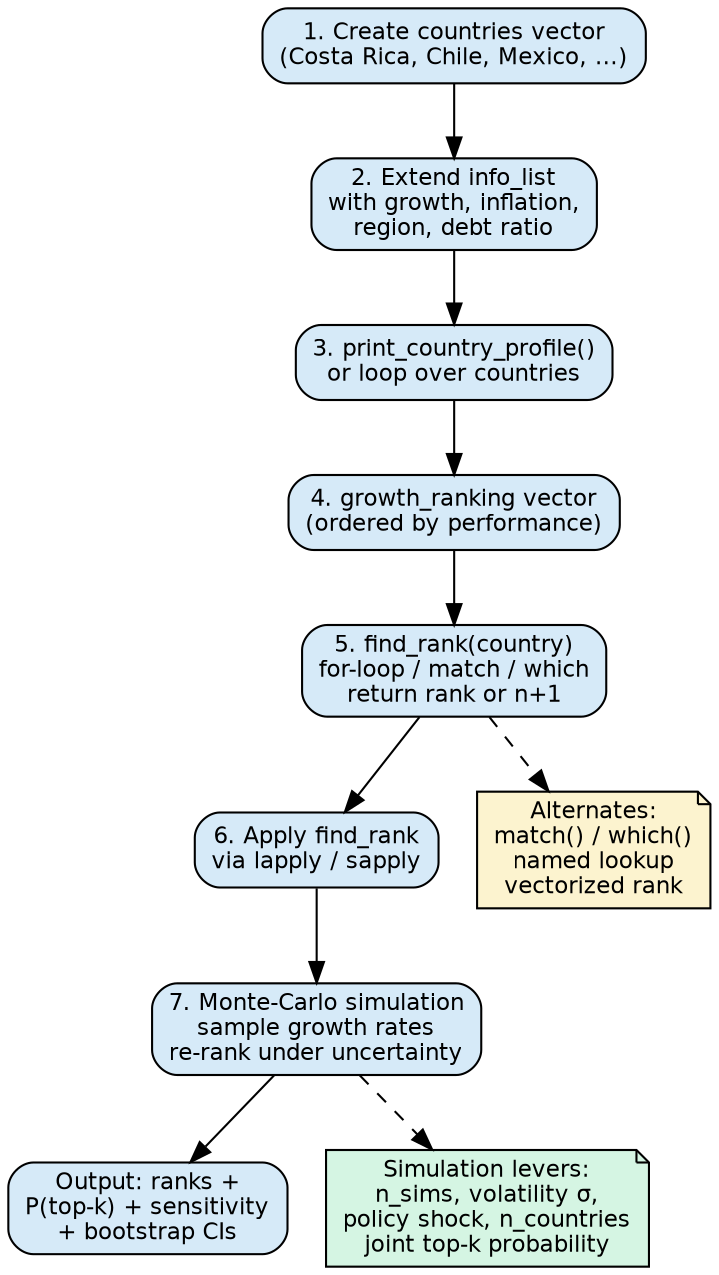 1. Create countries vector
(Costa Rica, Chile, Mexico, ...)
2. Extend info_list
with growth, inflation,
region, debt ratio
3. print_country_profile()
or loop over countries
4. growth_ranking vector
(ordered by performance)
5. find_rank(country)
for-loop / match / which
return rank or n+1
6. Apply find_rank
via lapply / sapply
Alternates:
match() / which()
named lookup
vectorized rank
7. Monte-Carlo simulation
sample growth rates
re-rank under uncertainty
Output: ranks +
P(top-k) + sensitivity
+ bootstrap CIs
Simulation levers:
n_sims, volatility σ,
policy shock, n_countries
joint top-k probability